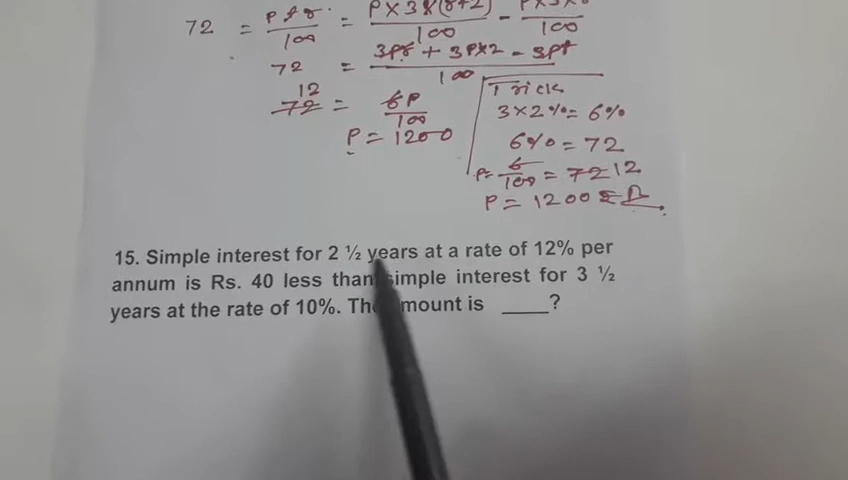 72 = P+r/100 = P×3×(r+2)/100 - P×3×r/100
72 = 3Pr + 3P×2 - 3Pr/100
12
72 = 6P/100
Trick
3×2%= 6%
P = 1200
6% = 72
P= 6/100 = 72 12
P = 1200
15. Simple interest for 2 ½ years at a rate of 12% per
annum is Rs. 40 less than simple interest for 3 ½
years at the rate of 10%. The amount is ____?